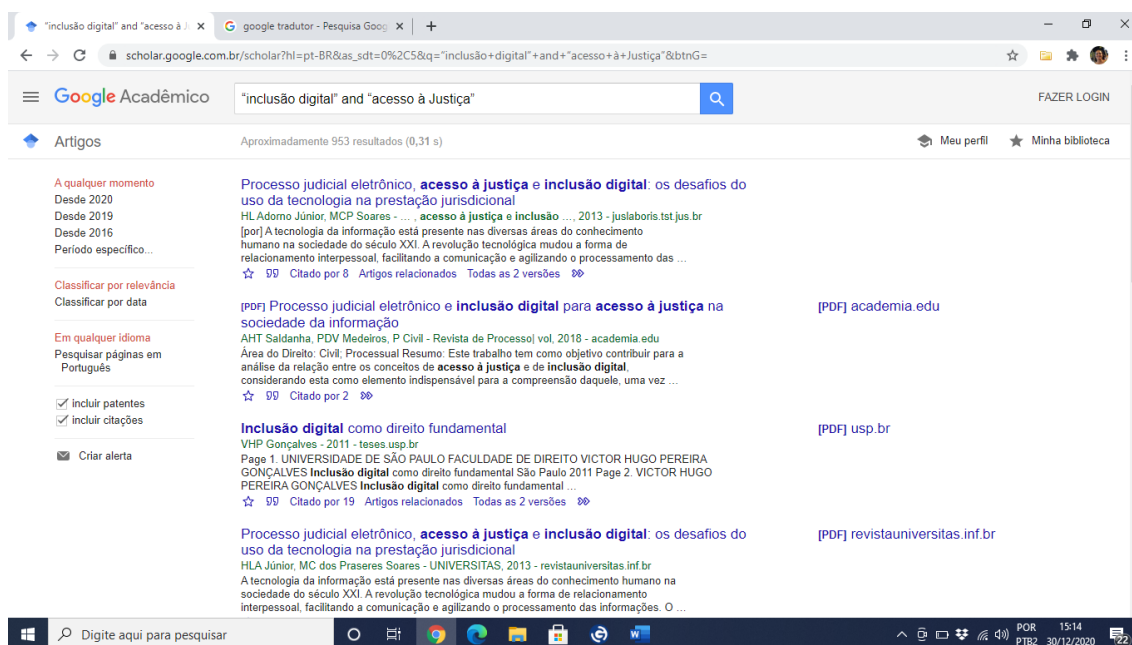 "inclusão digital" and "acesso à J
google tradutor - Pesquisa Goog
scholar.google.com.br/scholar?hl=pt-BR&as_sdt=0%2C5&q="inclusão+digital"+and+"acesso+à+Justiça"&btnG=
Google Acadêmico
"inclusão digital" and "acesso à Justiça"
FAZER LOGIN
Artigos
Aproximadamente 953 resultados (0,31 s)
Meu perfil
Minha biblioteca
A qualquer momento
Desde 2020
Desde 2019
Desde 2016
Período específico...
Classificar por relevância
Classificar por data
Em qualquer idioma
Pesquisar páginas em
Português
incluir patentes
incluir citações
Criar alerta
Processo judicial eletrônico, acesso à justiça e inclusão digital: os desafios do
uso da tecnologia na prestação jurisdicional
HL Adorno Júnior, MCP Soares - ... , acesso à justiça e inclusão ..., 2013 - juslaboris.tst.jus.br
[por] A tecnologia da informação está presente nas diversas áreas do conhecimento
humano na sociedade do século XXI. A revolução tecnológica mudou a forma de
relacionamento interpessoal, facilitando a comunicação e agilizando o processamento das ...
Citado por 8 Artigos relacionados Todas as 2 versões
[PDF] Processo judicial eletrônico e inclusão digital para acesso à justiça na
sociedade da informação
AHT Saldanha, PDV Medeiros, P Civil - Revista de Processo| vol, 2018 - academia.edu
Área do Direito: Civil; Processual Resumo: Este trabalho tem como objetivo contribuir para a
análise da relação entre os conceitos de acesso à justiça e de inclusão digital,
considerando esta como elemento indispensável para a compreensão daquele, uma vez ...
Citado por 2
[PDF] academia.edu
Inclusão digital como direito fundamental
VHP Gonçalves - 2011 - teses.usp.br
Page 1. UNIVERSIDADE DE SÃO PAULO FACULDADE DE DIREITO VICTOR HUGO PEREIRA
GONÇALVES Inclusão digital como direito fundamental São Paulo 2011 Page 2. VICTOR HUGO
PEREIRA GONÇALVES Inclusão digital como direito fundamental ...
Citado por 19 Artigos relacionados Todas as 2 versões
[PDF] usp.br
Processo judicial eletrônico, acesso à justiça e inclusão digital: os desafios do
uso da tecnologia na prestação jurisdicional
HLA Júnior, MC dos Praseres Soares - UNIVERSITAS, 2013 - revistauniversitas.inf.br
A tecnologia da informação está presente nas diversas áreas do conhecimento humano na
sociedade do século XXI. A revolução tecnológica mudou a forma de relacionamento
interpessoal, facilitando a comunicação e agilizando o processamento das informações. O ...
[PDF] revistauniversitas.inf.br
Digite aqui para pesquisar
POR
PTB2
15:14
30/12/2020
22